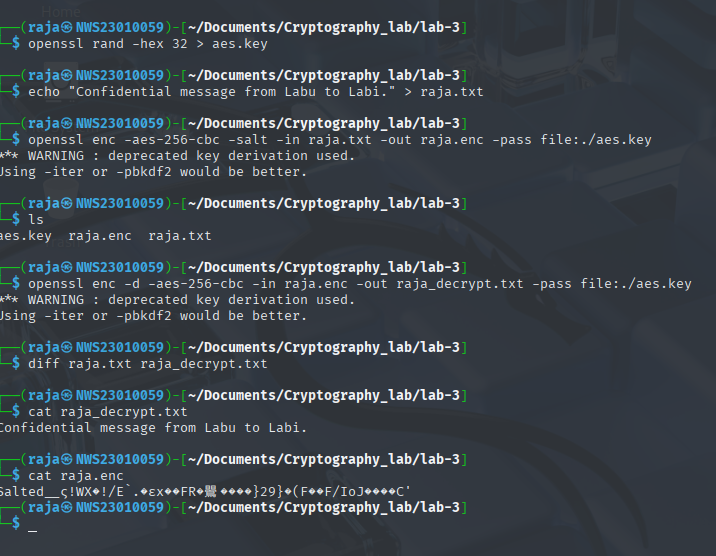 Home
┌──(raja㉿NWS23010059)-[~/Documents/Cryptography_lab/lab-3]
└─$ openssl rand -hex 32 > aes.key
┌──(raja㉿NWS23010059)-[~/Documents/Cryptography_lab/lab-3]
└─$ echo "Confidential message from Labu to Labi." > raja.txt
┌──(raja㉿NWS23010059)-[~/Documents/Cryptography_lab/lab-3]
└─$ openssl enc -aes-256-cbc -salt -in raja.txt -out raja.enc -pass file:./aes.key
*** WARNING : deprecated key derivation used.
Using -iter or -pbkdf2 would be better.
┌──(raja㉿NWS23010059)-[~/Documents/Cryptography_lab/lab-3]
└─$ ls
aes.key  raja.enc  raja.txt
┌──(raja㉿NWS23010059)-[~/Documents/Cryptography_lab/lab-3]
└─$ openssl enc -d -aes-256-cbc -in raja.enc -out raja_decrypt.txt -pass file:./aes.key
*** WARNING : deprecated key derivation used.
Using -iter or -pbkdf2 would be better.
┌──(raja㉿NWS23010059)-[~/Documents/Cryptography_lab/lab-3]
└─$ diff raja.txt raja_decrypt.txt
┌──(raja㉿NWS23010059)-[~/Documents/Cryptography_lab/lab-3]
└─$ cat raja_decrypt.txt
Confidential message from Labu to Labi.
┌──(raja㉿NWS23010059)-[~/Documents/Cryptography_lab/lab-3]
└─$ cat raja.enc
Salted__ς!WX�!/E`.�εx��FR� ����}29}�(F��F/IoJ����C'
┌──(raja㉿NWS23010059)-[~/Documents/Cryptography_lab/lab-3]
└─$ _